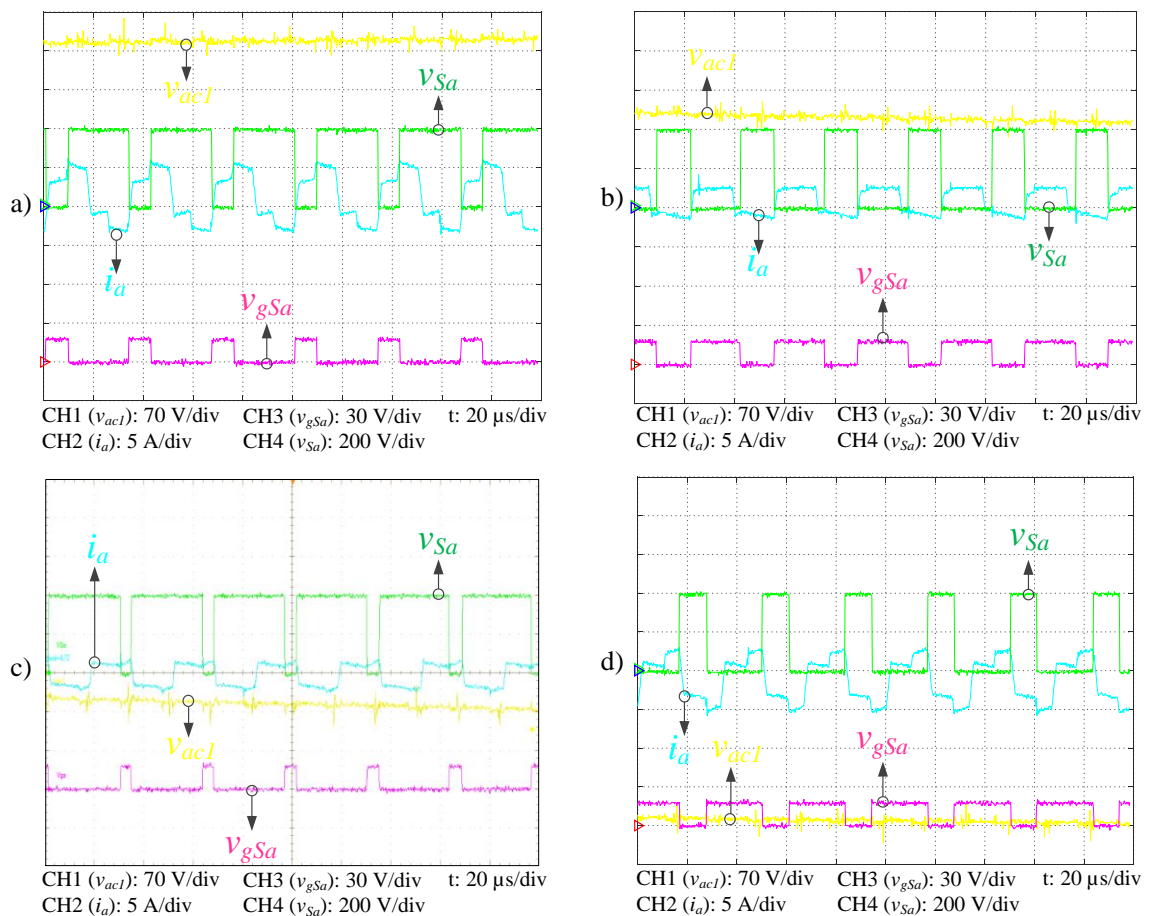 a)
v_ac1
v_Sa
i_a
v_gSa
CH1 (v_ac1): 70 V/div CH3 (v_gSa): 30 V/div t: 20 μs/div
CH2 (i_a): 5 A/div CH4 (v_Sa): 200 V/div
b)
v_ac1
i_a
v_Sa
v_gSa
CH1 (v_ac1): 70 V/div CH3 (v_gSa): 30 V/div t: 20 μs/div
CH2 (i_a): 5 A/div CH4 (v_Sa): 200 V/div
c)
i_a
v_Sa
v_ac1
v_gSa
CH1 (v_ac1): 70 V/div CH3 (v_gSa): 30 V/div t: 20 μs/div
CH2 (i_a): 5 A/div CH4 (v_Sa): 200 V/div
d)
v_Sa
i_a
v_ac1
v_gSa
CH1 (v_ac1): 70 V/div CH3 (v_gSa): 30 V/div t: 20 μs/div
CH2 (i_a): 5 A/div CH4 (v_Sa): 200 V/div